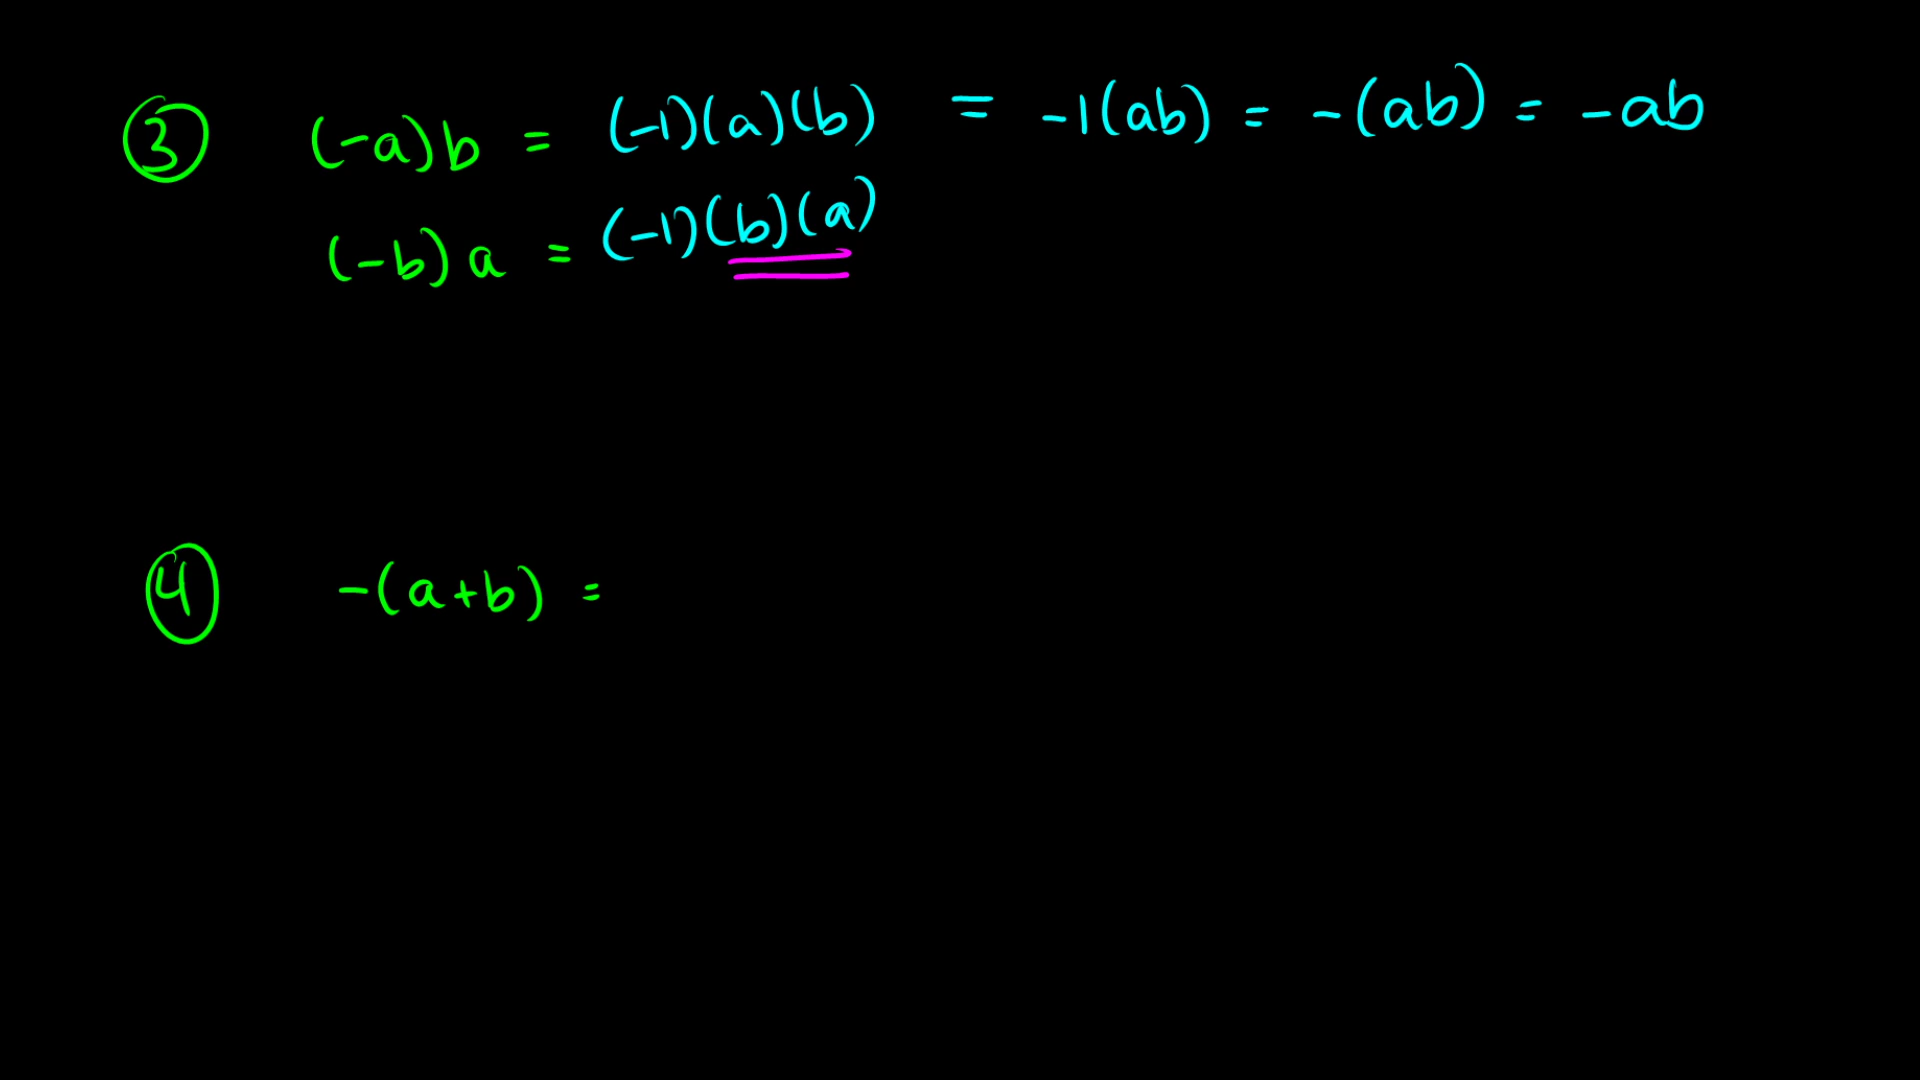 ③ (-a)b = (-1)(a)(b) = -1(ab) = -(ab) = -ab
(-b)a = (-1)(b)(a)
④ -(a+b) =